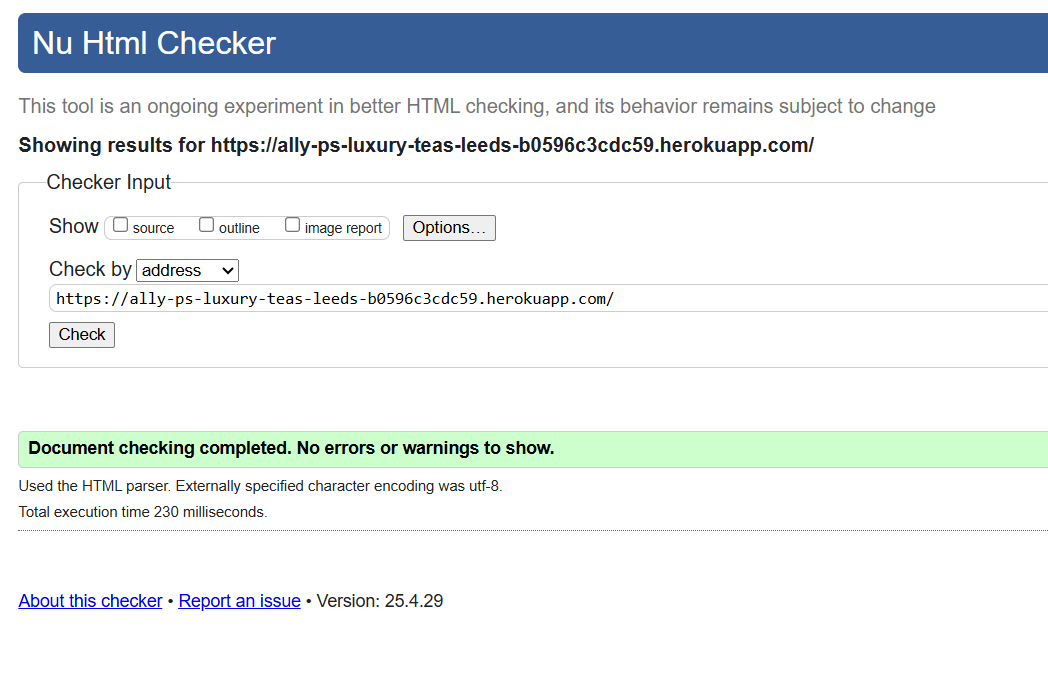 Nu Html Checker
This tool is an ongoing experiment in better HTML checking, and its behavior remains subject to change
Showing results for https://ally-ps-luxury-teas-leeds-b0596c3cdc59.herokuapp.com/
Checker Input
Show source outline image report Options...
Check by address
https://ally-ps-luxury-teas-leeds-b0596c3cdc59.herokuapp.com/
Check
Document checking completed. No errors or warnings to show.
Used the HTML parser. Externally specified character encoding was utf-8.
Total execution time 230 milliseconds.
About this checker • Report an issue • Version: 25.4.29